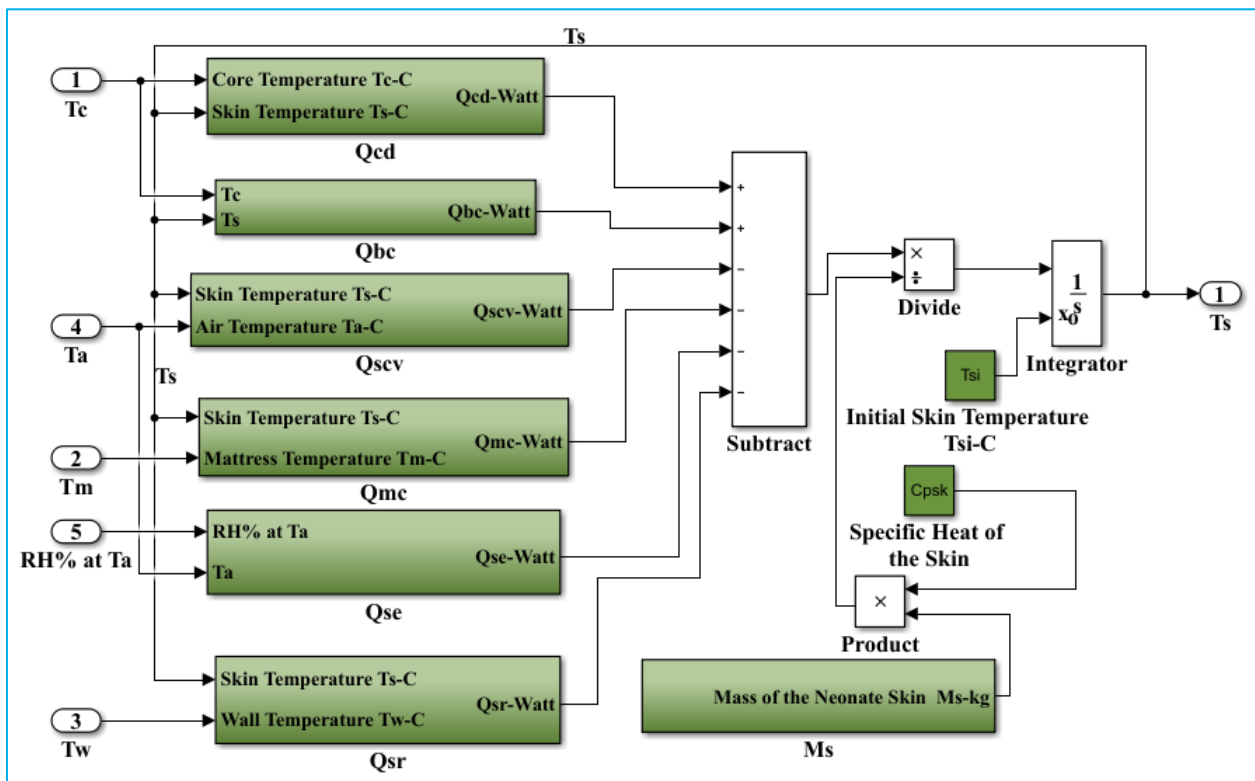 Ts
1
Tc
Core Temperature Tc-C
Skin Temperature Ts-C
Qcd-Watt
Qcd
Tc
Ts
Qbc-Watt
Qbc
4
Ta
Skin Temperature Ts-C
Air Temperature Ta-C
Qscv-Watt
Qscv
Ts
2
Tm
Skin Temperature Ts-C
Mattress Temperature Tm-C
Qmc-Watt
Qmc
5
RH% at Ta
RH% at Ta
Ta
Qse-Watt
Qse
3
Tw
Skin Temperature Ts-C
Wall Temperature Tw-C
Qsr-Watt
Qsr
+
+
−
−
−
−
Subtract
×
÷
Divide
1
s
xo
Integrator
1
Ts
Tsi
Initial Skin Temperature
Tsi-C
Cpsk
Specific Heat of
the Skin
×
Product
Mass of the Neonate Skin Ms-kg
Ms